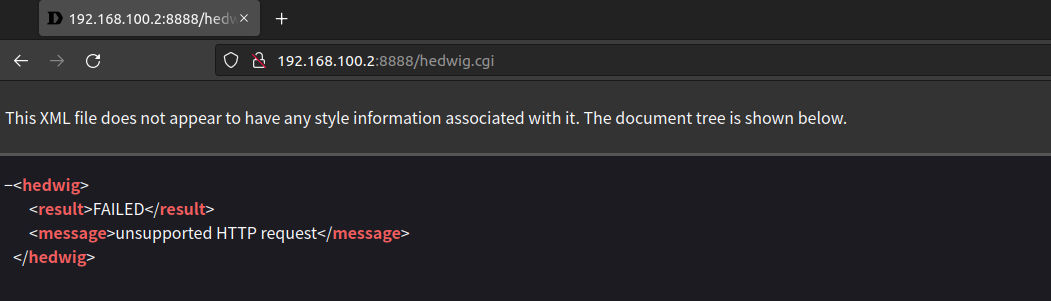 192.168.100.2:8888/hedw
192.168.100.2:8888/hedwig.cgi
This XML file does not appear to have any style information associated with it. The document tree is shown below.
−<hedwig>
<result>FAILED</result>
<message>unsupported HTTP request</message>
</hedwig>